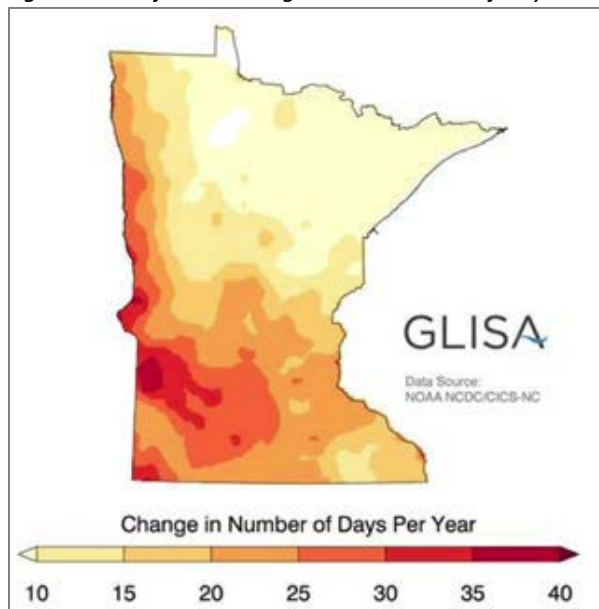 GLISA
Data Source:
NOAA NCDC/CICS-NC
Change in Number of Days Per Year
10 15 20 25 30 35 40